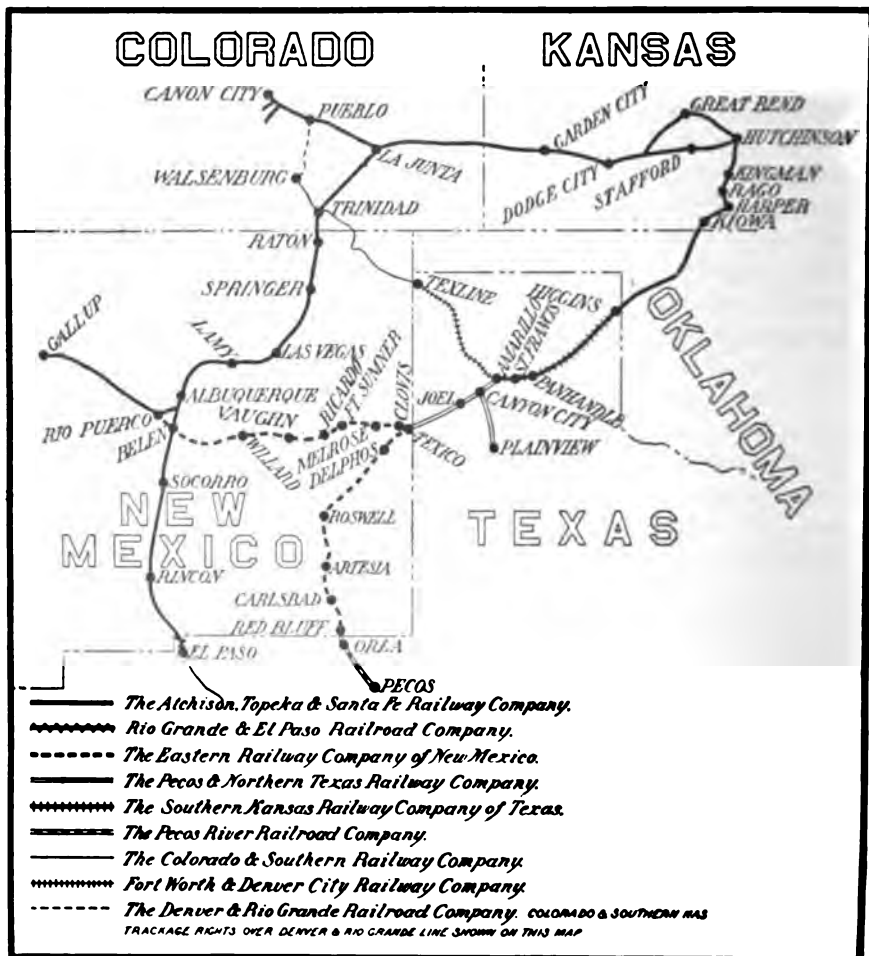 COLORADO KANSAS
CANON CITY
PUEBLO
GARDEN CITY
GREAT BEND
HUTCHINSON
LA JUNTA
WALSENBURG
DODGE CITY
STAFFORD
KINGMAN
RAGO
HARPER
KIOWA
TRINIDAD
RATON
SPRINGER
TEXLINE
HIGGINS
OKLAHOMA
GALLUP
LAMY
LAS VEGAS
AMARILLO
ST. FRANCIS
PANHANDLE
ALBUQUERQUE
RICARDO
FT. SUMNER
CLOVIS
JOEL
CANYON CITY
RIO PUERCO
VAUGHN
BELEN
WILLARD
MELROSE
DELPHOS
TEXICO
PLAINVIEW
SOCORRO
NEW
MEXICO
TEXAS
ROSWELL
ARTESIA
RINCON
CARLSBAD
RED BLUFF
EL PASO
ORLA
PECOS
The Atchison, Topeka & Santa Fe Railway Company.
Rio Grande & El Paso Railroad Company.
The Eastern Railway Company of New Mexico.
The Pecos & Northern Texas Railway Company.
The Southern Kansas Railway Company of Texas.
The Pecos River Railroad Company.
The Colorado & Southern Railway Company.
Fort Worth & Denver City Railway Company.
The Denver & Rio Grande Railroad Company. COLORADO & SOUTHERN HAS
TRACKAGE RIGHTS OVER DENVER & RIO GRANDE LINE SHOWN ON THIS MAP